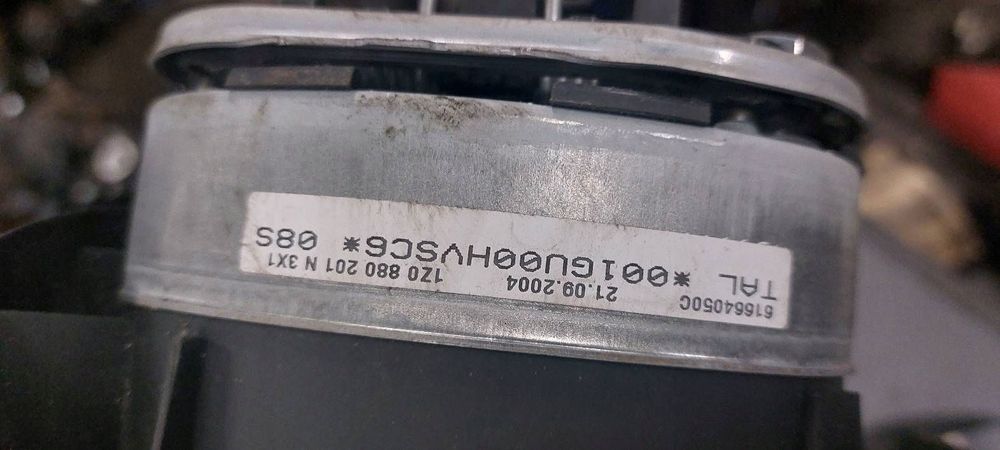 61664050C 21.09.2004 1Z0 880 201 N 3X1
TAL *001GU00HVSC6* 08S